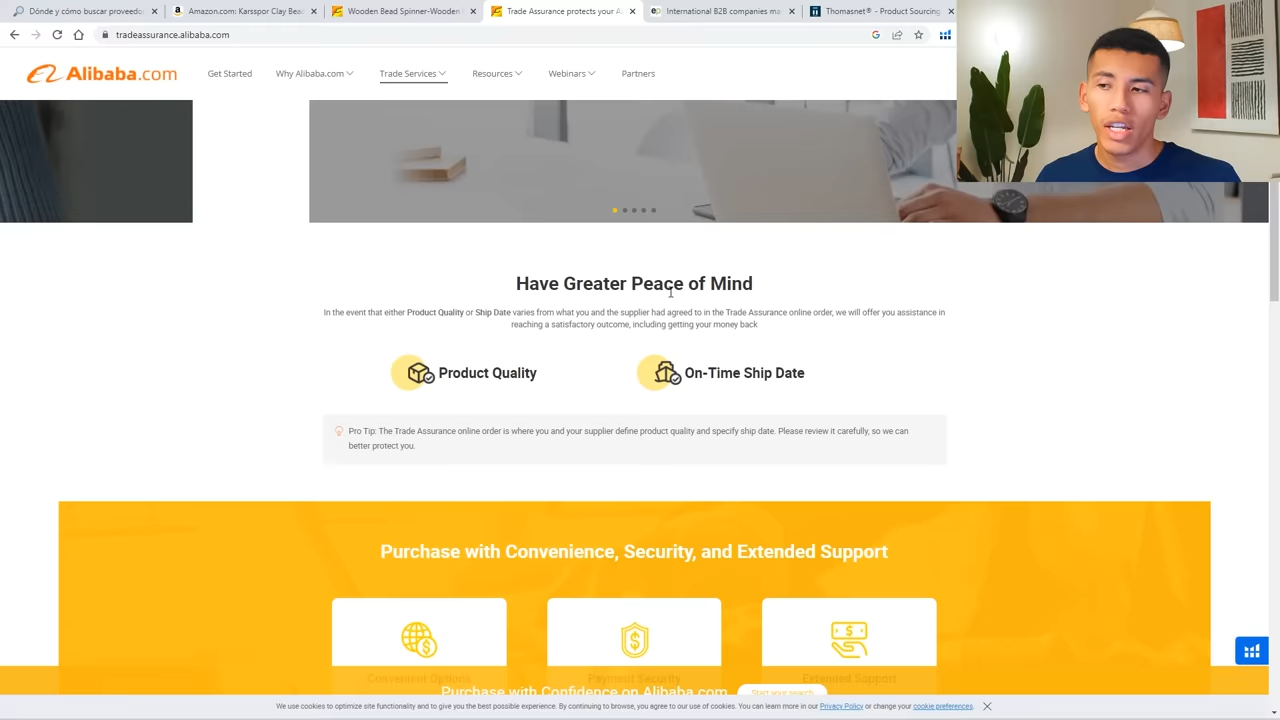 Dónde y cómo buscar proveedo
Amazon.com: Karsspor Clay Bea
Wooden Bead Spinner-Wooden
Trade Assurance protects your A
International B2B companies ma
Thomasnet® - Product Sourcing
tradeassurance.alibaba.com
Alibaba.com
Get Started
Why Alibaba.com
Trade Services
Resources
Webinars
Partners
Have Greater Peace of Mind
In the event that either Product Quality or Ship Date varies from what you and the supplier had agreed to in the Trade Assurance online order, we will offer you assistance in
reaching a satisfactory outcome, including getting your money back
Product Quality
On-Time Ship Date
Pro Tip: The Trade Assurance online order is where you and your supplier define product quality and specify ship date. Please review it carefully, so we can
better protect you.
Purchase with Convenience, Security, and Extended Support
Convenient Options
Payment Security
Extended Support
Purchase with Confidence on Alibaba.com
Start your search
We use cookies to optimize site functionality and to give you the best possible experience. By continuing to browse, you agree to our use of cookies. You can learn more in our Privacy Policy or change your cookie preferences.